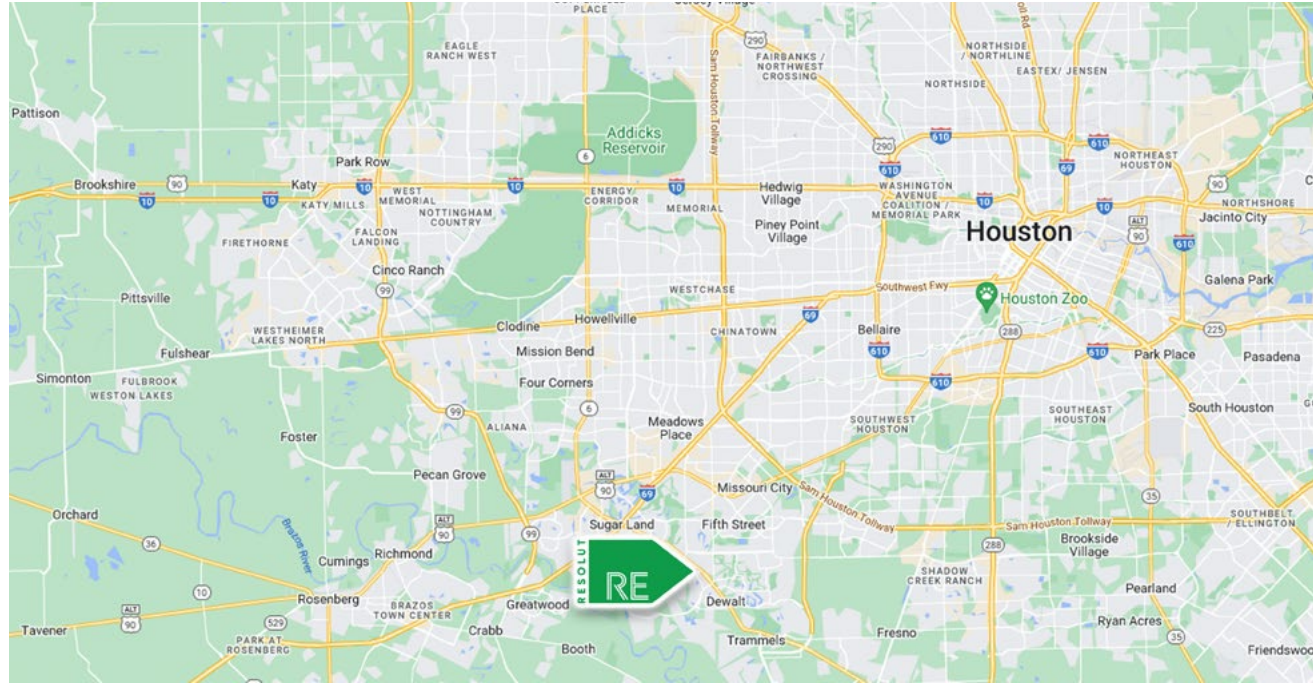 PLACE
Jersey Village
290
EAGLE
RANCH WEST
FAIRBANKS /
NORTHWEST
CROSSING
NORTHSIDE
/ NORTHLINE
EASTEX/ JENSEN
NORTHSIDE
Sam Houston Tollway
Pattison
Addicks
Reservoir
610
610
290
610
69
NORTHEAST
HOUSTON
6
Park Row
Brookshire
90
Katy
10
10
10
10
10
KATY MILLS
WEST
MEMORIAL
NOTTINGHAM
COUNTRY
ENERGY
CORRIDOR
MEMORIAL
Hedwig
Village
WASHINGTON
AVENUE
COALITION /
MEMORIAL PARK
10
10
90
NORTHSHORE
Jacinto City
ALT
90
610
Piney Point
Village
Houston
FIRETHORNE
FALCON
LANDING
Cinco Ranch
99
Galena Park
WESTCHASE
Southwest Fwy
Houston Zoo
Pittsville
WESTHEIMER
LAKES NORTH
Clodine
Howellville
69
CHINATOWN
Bellaire
610
288
610
225
Fulshear
Mission Bend
Park Place
Pasadena
Simonton
FULBROOK
WESTON LAKES
Four Corners
610
99
6
ALIANA
Meadows
Place
SOUTHWEST
HOUSTON
SOUTHEAST
HOUSTON
South Houston
Foster
Pecan Grove
ALT
90
69
Missouri City
Sam Houston Tollway
35
Orchard
36
Brazos River
ALT
90
99
Sugar Land
Fifth Street
288
Sam Houston Tollway
SOUTHBELT
/ ELLINGTON
Brookside
Village
Cumings
Richmond
RESOLUT
RE
SHADOW
CREEK RANCH
Pearland
10
Rosenberg
BRAZOS
TOWN CENTER
Greatwood
Dewalt
Ryan Acres
ALT
90
Tavener
529
PARK AT
ROSENBERG
Crabb
Booth
Trammels
Fresno
35